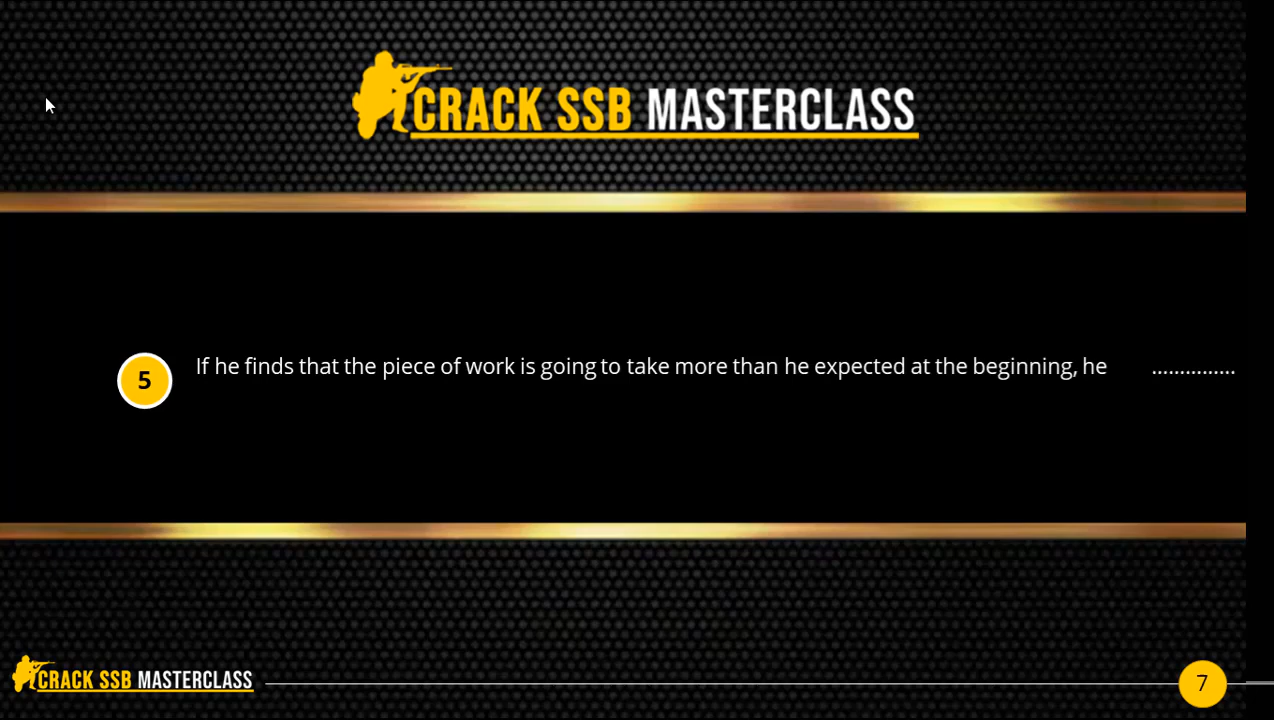 CRACK SSB MASTERCLASS
5 If he finds that the piece of work is going to take more than he expected at the beginning, he ...............
CRACK SSB MASTERCLASS
7